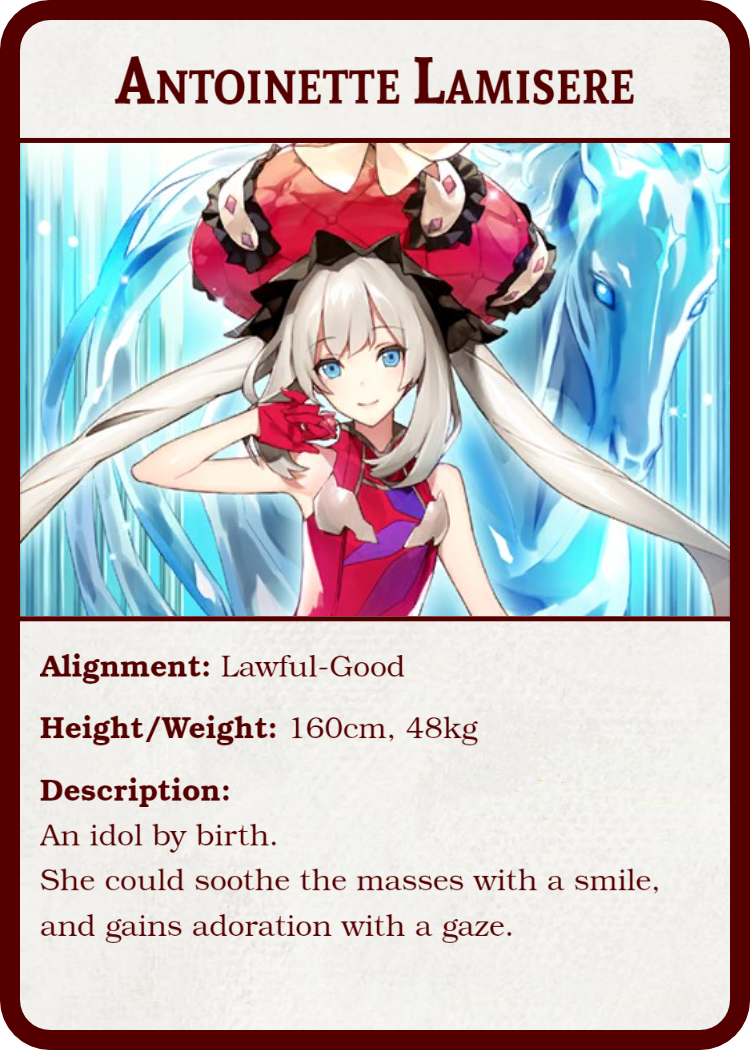 Antoinette Lamisere
Alignment: Lawful-Good
Height/Weight: 160cm, 48kg
Description:
An idol by birth.
She could soothe the masses with a smile,
and gains adoration with a gaze.